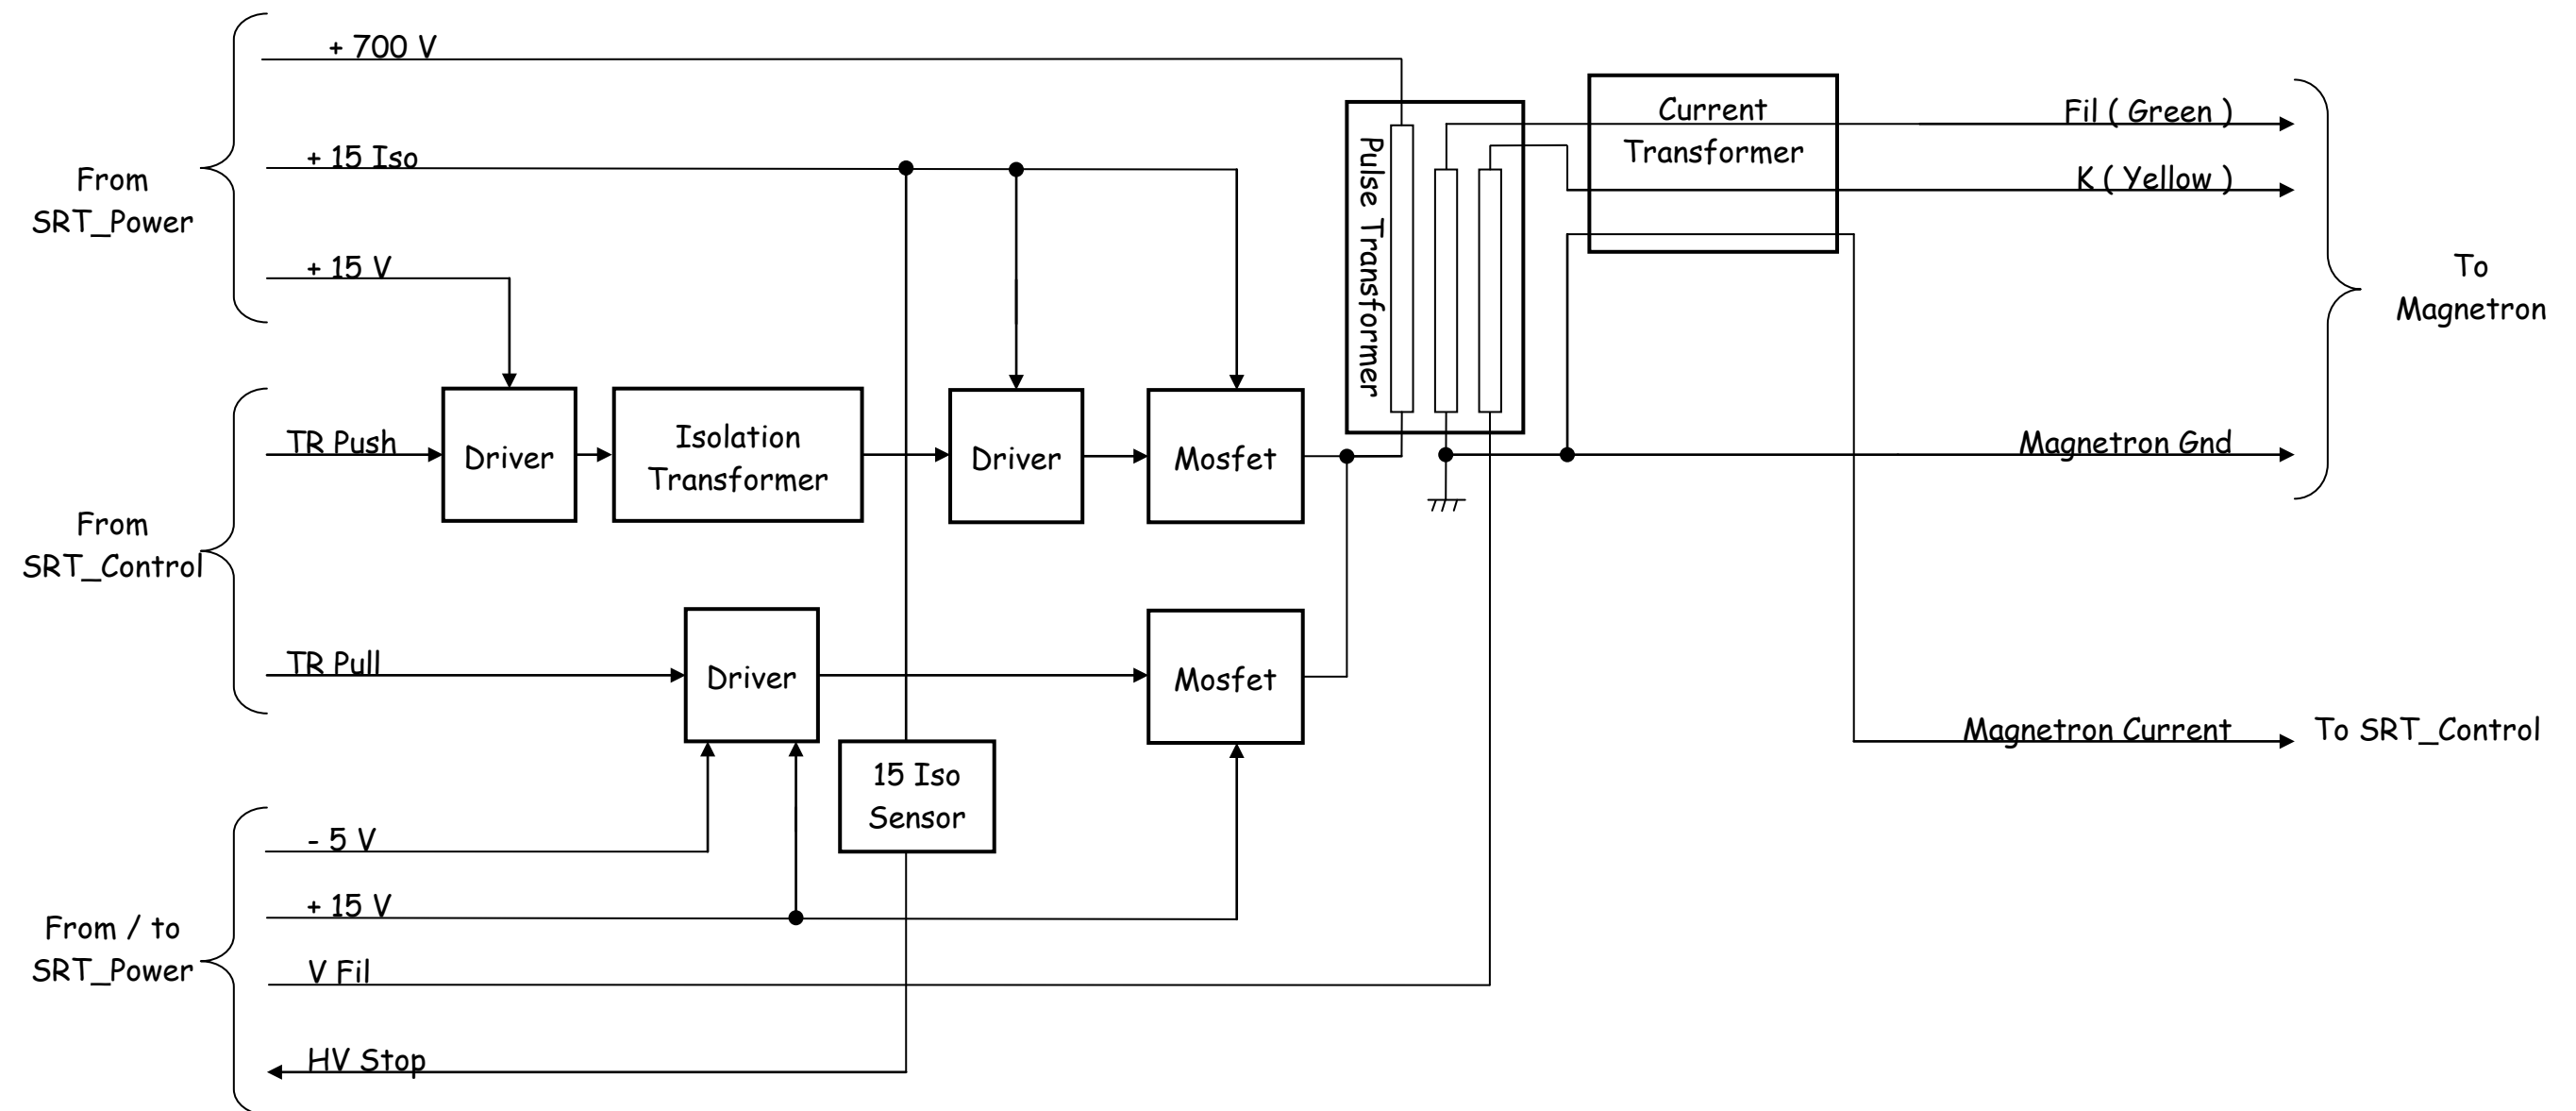 + 700 V
+ 15 Iso
From
SRT_Power
+ 15 V
Pulse Transformer
Current
Transformer
Fil ( Green )
K ( Yellow )
To
Magnetron
From
SRT_Control
TR Push
Driver
Isolation
Transformer
Driver
Mosfet
Magnetron Gnd
TR Pull
Driver
Mosfet
15 Iso
Sensor
Magnetron Current
To SRT_Control
From / to
SRT_Power
- 5 V
+ 15 V
V Fil
HV Stop